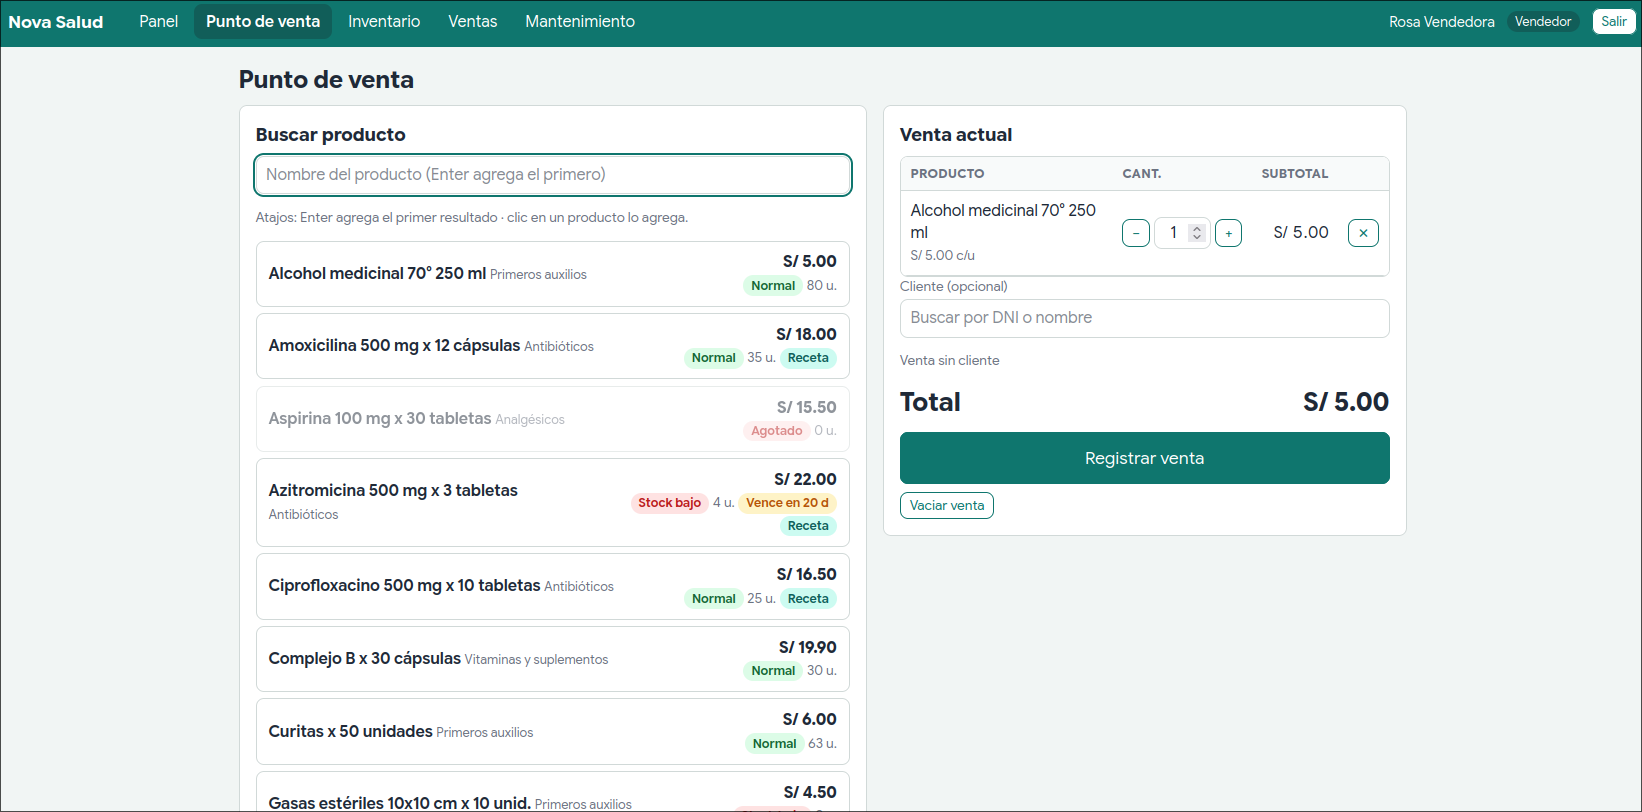 Nova Salud
Panel
Punto de venta
Inventario
Ventas
Mantenimiento
Rosa Vendedora
Vendedor
Salir
Punto de venta
Buscar producto
Nombre del producto (Enter agrega el primero)
Atajos: Enter agrega el primer resultado · clic en un producto lo agrega.
Alcohol medicinal 70° 250 ml Primeros auxilios
S/ 5.00
Normal 80 u.
Amoxicilina 500 mg x 12 cápsulas Antibióticos
S/ 18.00
Normal 35 u. Receta
Aspirina 100 mg x 30 tabletas Analgésicos
S/ 15.50
Agotado 0 u.
Azitromicina 500 mg x 3 tabletas
Antibióticos
S/ 22.00
Stock bajo 4 u. Vence en 20 d
Receta
Ciprofloxacino 500 mg x 10 tabletas Antibióticos
S/ 16.50
Normal 25 u. Receta
Complejo B x 30 cápsulas Vitaminas y suplementos
S/ 19.90
Normal 30 u.
Curitas x 50 unidades Primeros auxilios
S/ 6.00
Normal 63 u.
Gasas estériles 10x10 cm x 10 unid. Primeros auxilios
S/ 4.50
Venta actual
PRODUCTO CANT. SUBTOTAL
Alcohol medicinal 70° 250
ml
S/ 5.00 c/u
− 1 + S/ 5.00 ×
Cliente (opcional)
Buscar por DNI o nombre
Venta sin cliente
Total S/ 5.00
Registrar venta
Vaciar venta